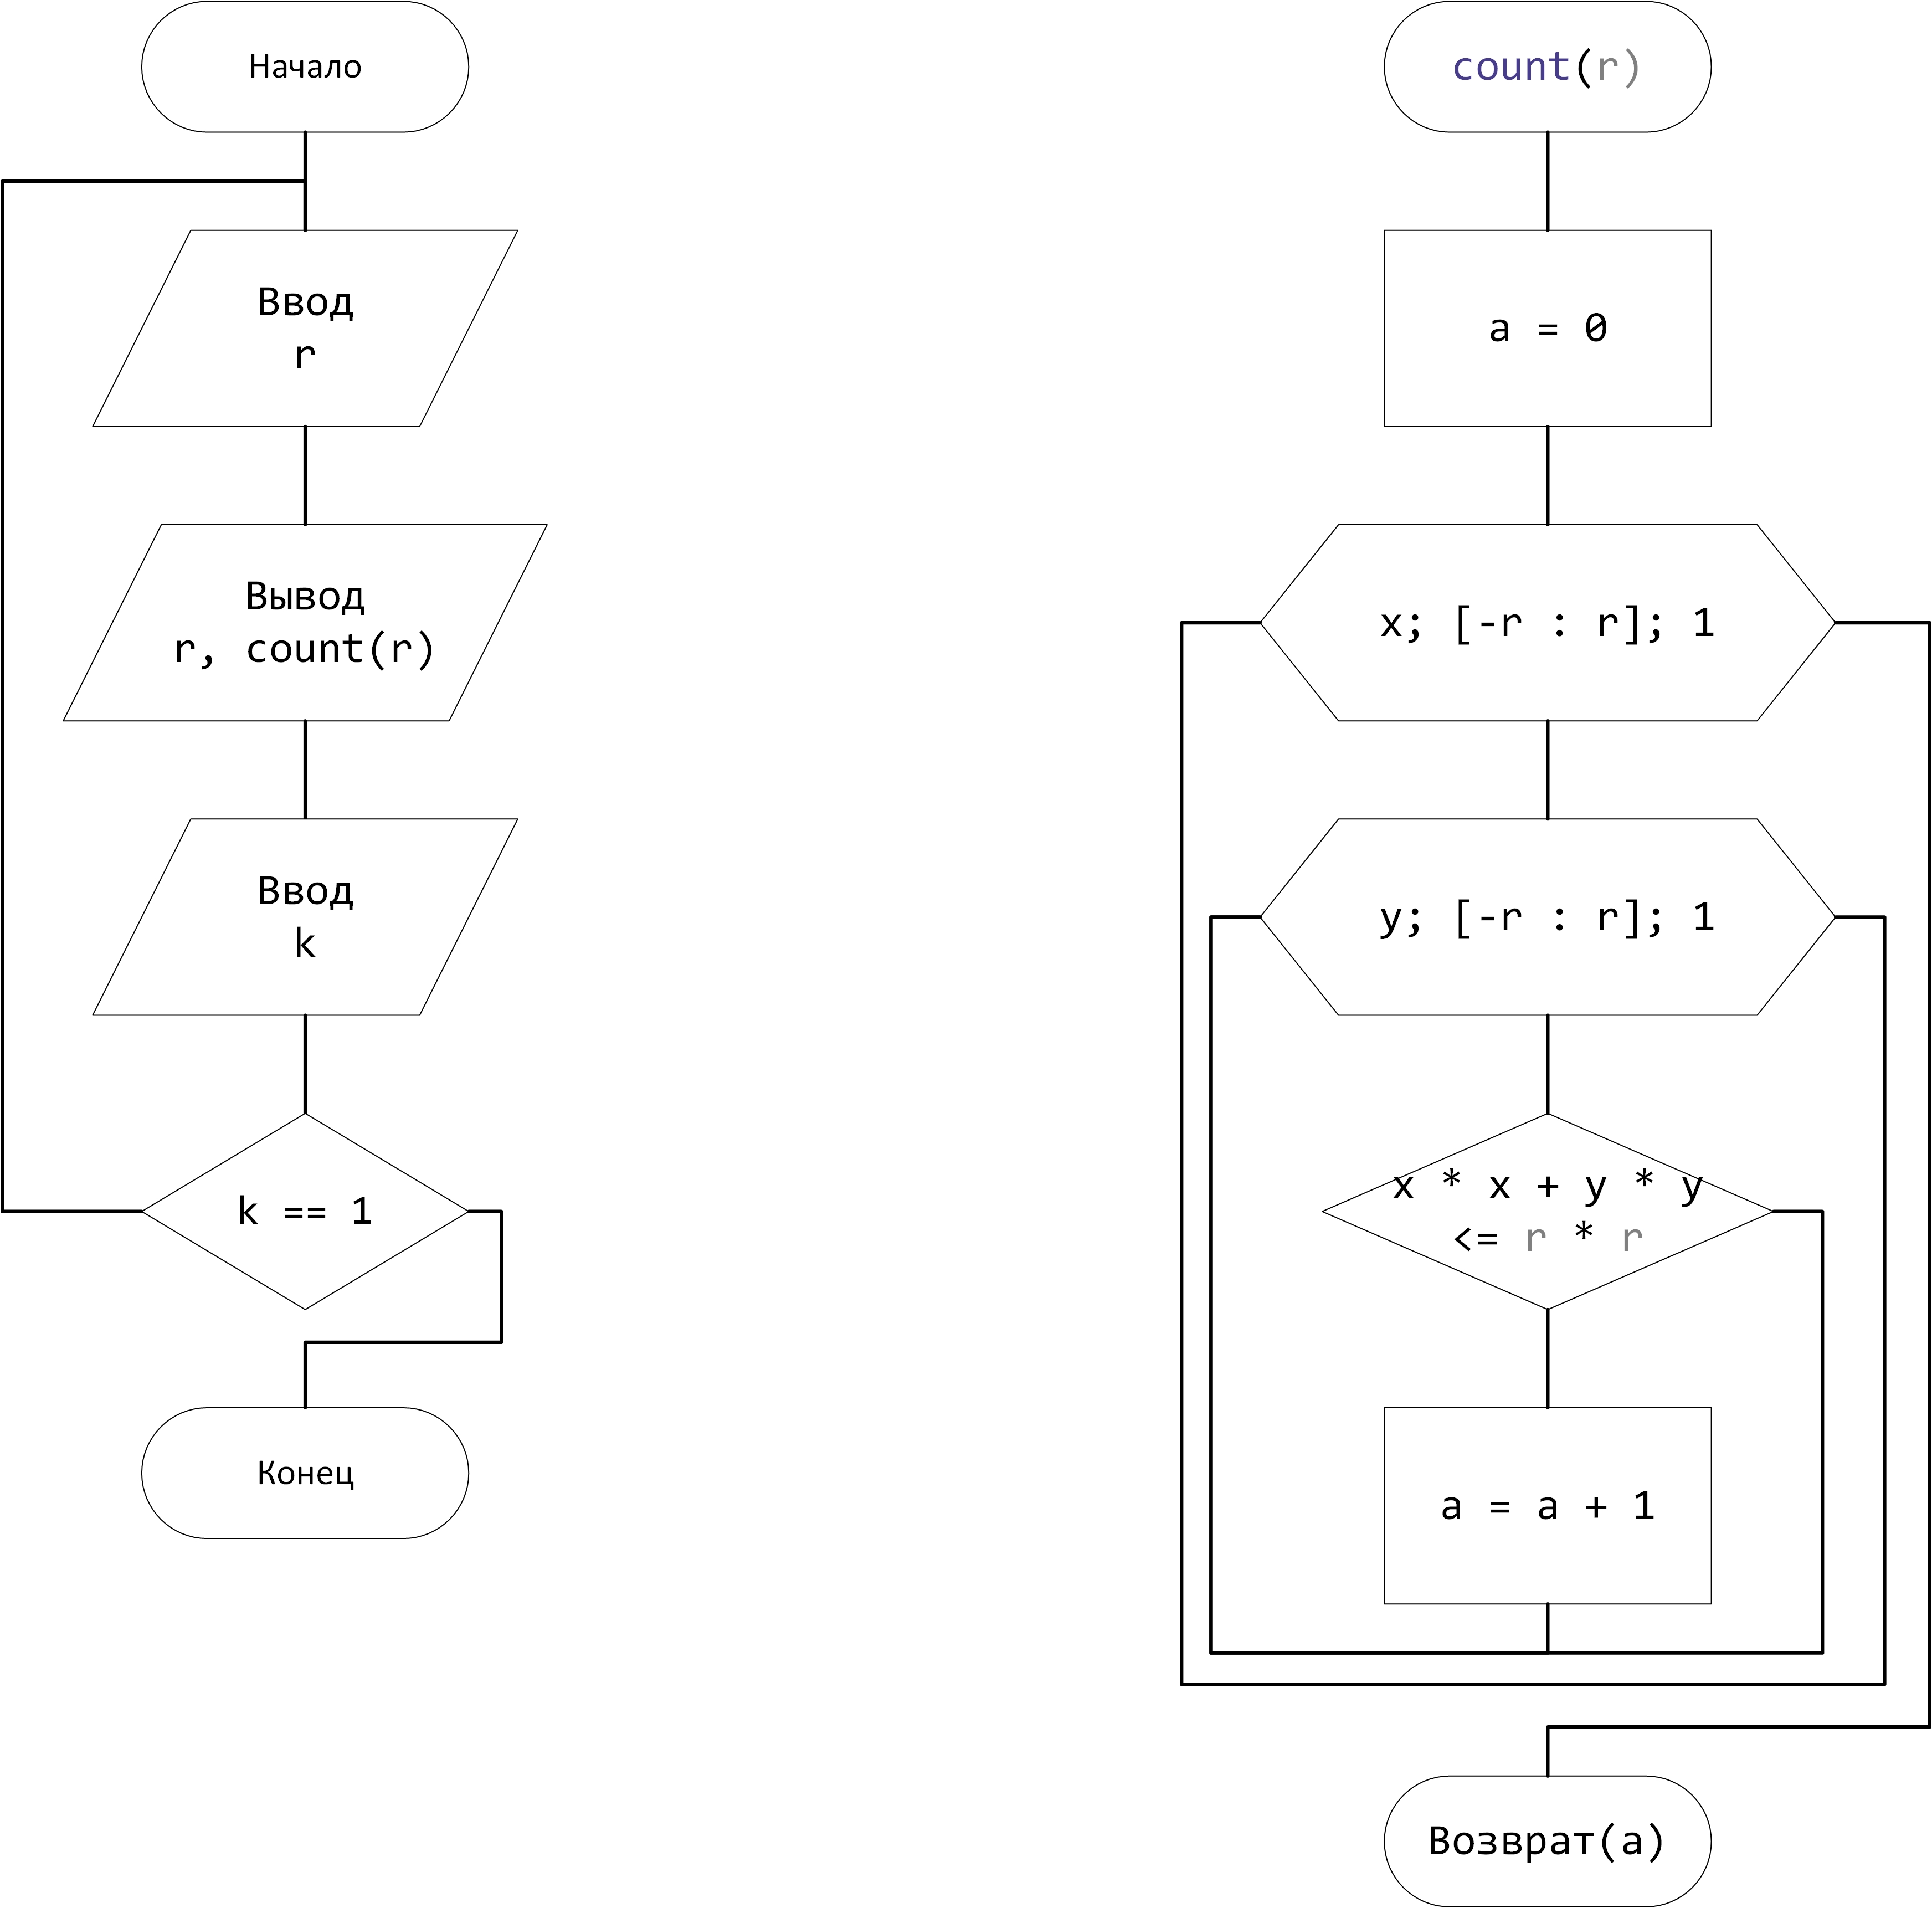 Начало
Ввод
r
Вывод
r, count(r)
Ввод
k
k == 1
Конец
count(r)
a = 0
x; [-r : r]; 1
y; [-r : r]; 1
x * x + y * y
<= r * r
a = a + 1
Возврат(a)